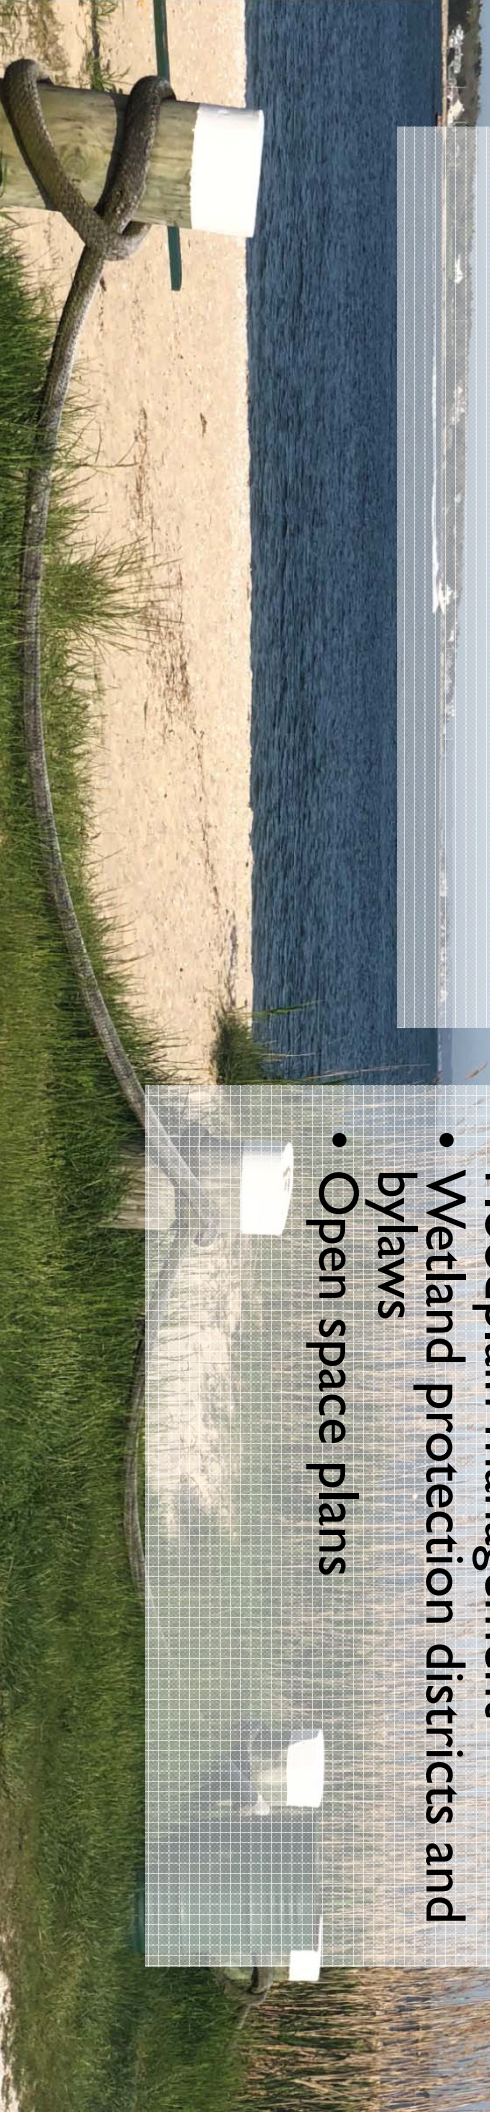 • Wetland protection districts and
bylaws
• Open space plans